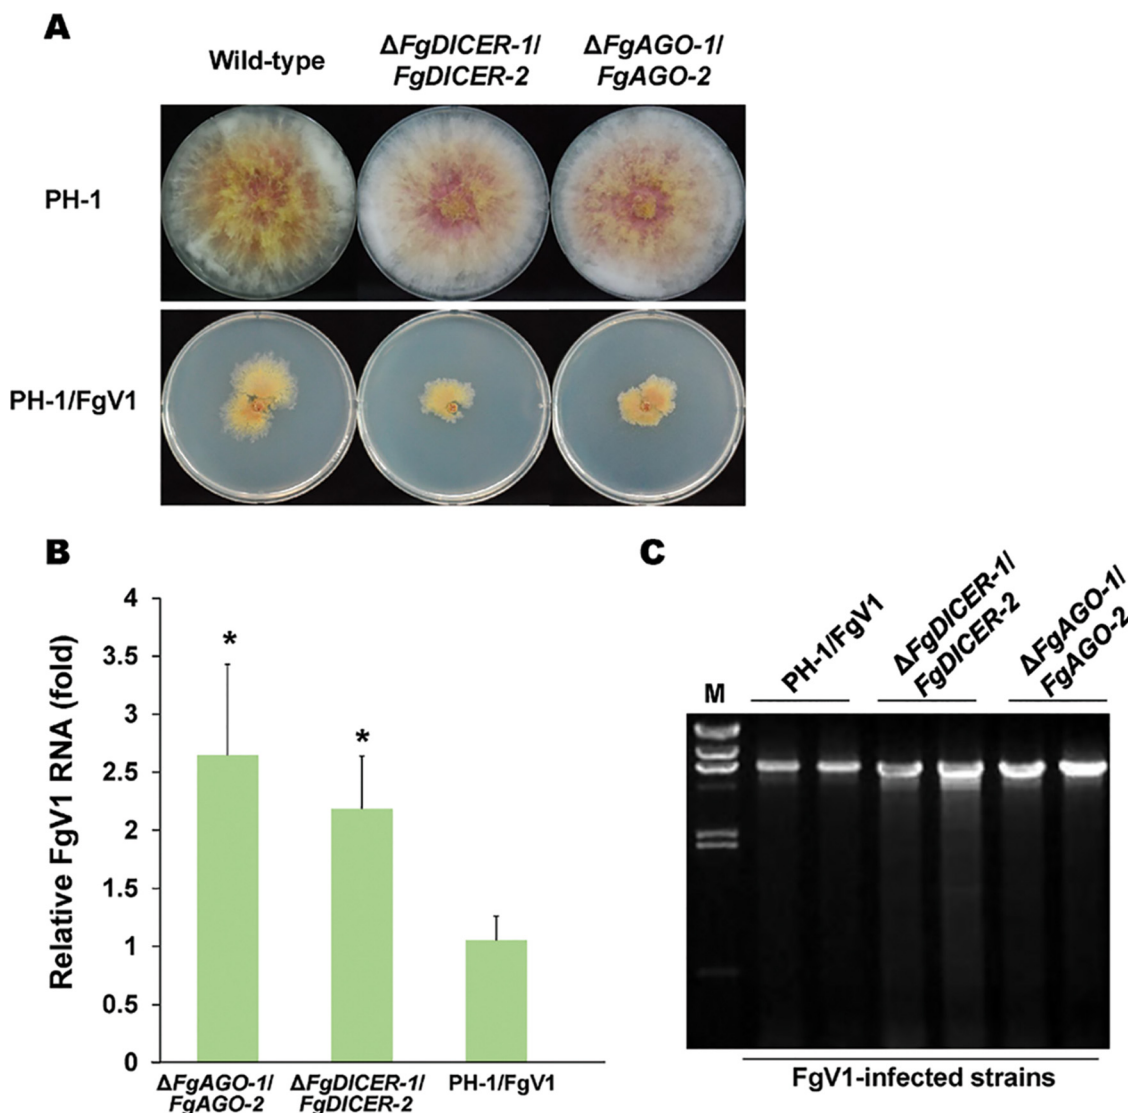 A
Wild-type
ΔFgDICER-1/
FgDICER-2
ΔFgAGO-1/
FgAGO-2
PH-1
PH-1/FgV1
B
Relative FgV1 RNA (fold)
4
3.5
3
2.5
2
1.5
1
0.5
0
*
*
ΔFgAGO-1/
FgAGO-2
ΔFgDICER-1/
FgDICER-2
PH-1/FgV1
C
M
PH-1/FgV1
ΔFgDICER-1/
FgDICER-2
ΔFgAGO-1/
FgAGO-2
FgV1-infected strains